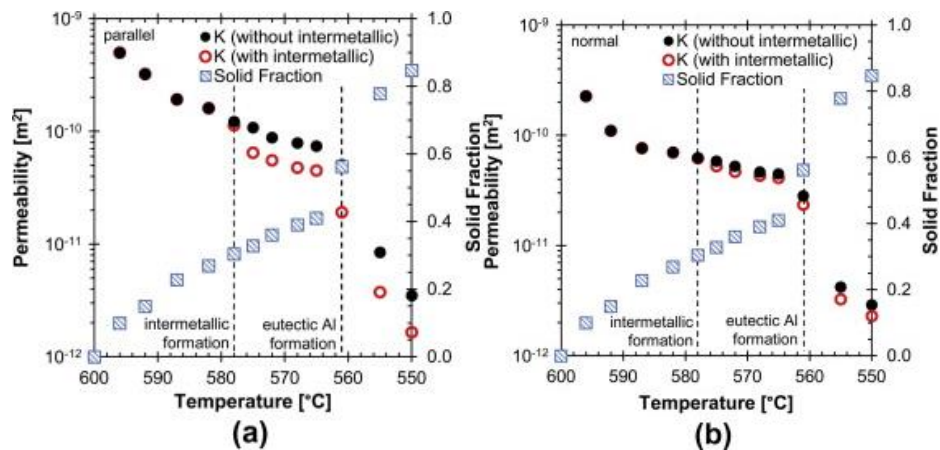 10⁻⁹
10⁻¹⁰
10⁻¹¹
10⁻¹²
Permeability [m²]
parallel
K (without intermetallic)
K (with intermetallic)
Solid Fraction
intermetallic formation
eutectic Al formation
1.0
0.8
0.6
0.4
0.2
0.0
Solid Fraction
600 590 580 570 560 550
Temperature [°C]
(a)
10⁻⁹
10⁻¹⁰
10⁻¹¹
10⁻¹²
Permeability [m²]
normal
K (without intermetallic)
K (with intermetallic)
Solid Fraction
intermetallic formation
eutectic Al formation
1.0
0.8
0.6
0.4
0.2
0.0
Solid Fraction
600 590 580 570 560 550
Temperature [°C]
(b)